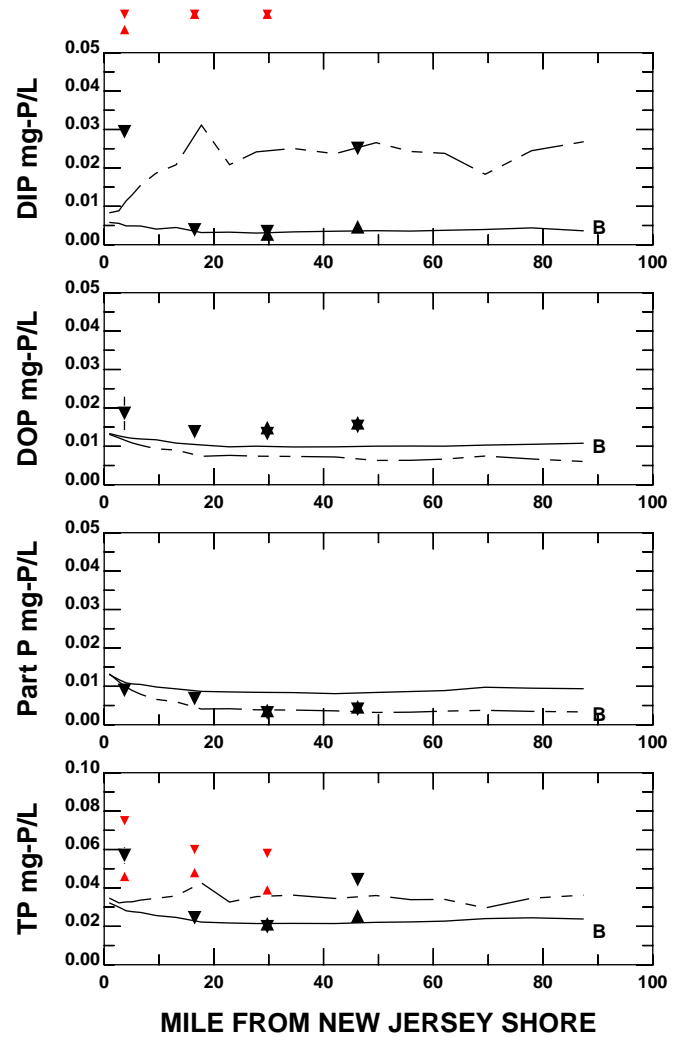 DIP mg-P/L
0.05
0.04
0.03
0.02
0.01
0.00
B
0 20 40 60 80 100
DOP mg-P/L
0.05
0.04
0.03
0.02
0.01
0.00
B
0 20 40 60 80 100
Part P mg-P/L
0.05
0.04
0.03
0.02
0.01
0.00
B
0 20 40 60 80 100
TP mg-P/L
0.10
0.08
0.06
0.04
0.02
0.00
B
0 20 40 60 80 100
MILE FROM NEW JERSEY SHORE